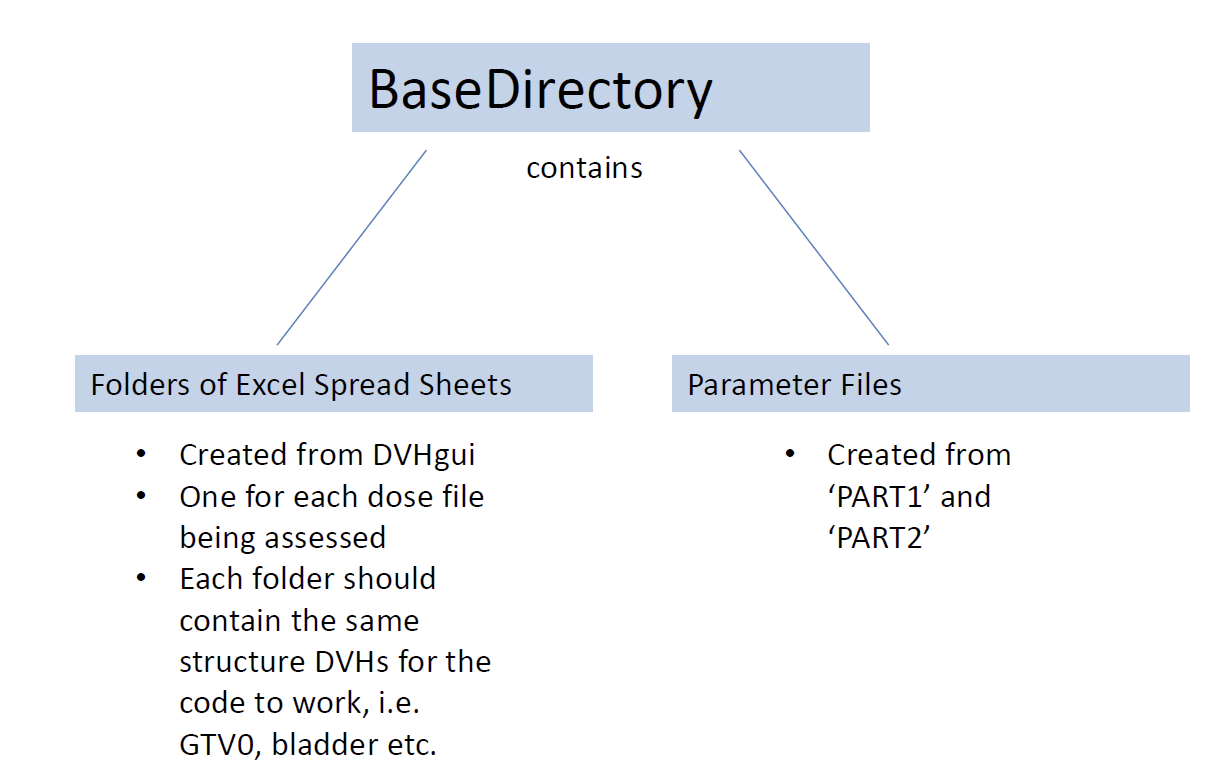 BaseDirectory
contains
Folders of Excel Spread Sheets
• Created from DVHgui
• One for each dose file
being assessed
• Each folder should
contain the same
structure DVHs for the
code to work, i.e.
GTV0, bladder etc.
Parameter Files
• Created from
‘PART1’ and
‘PART2’